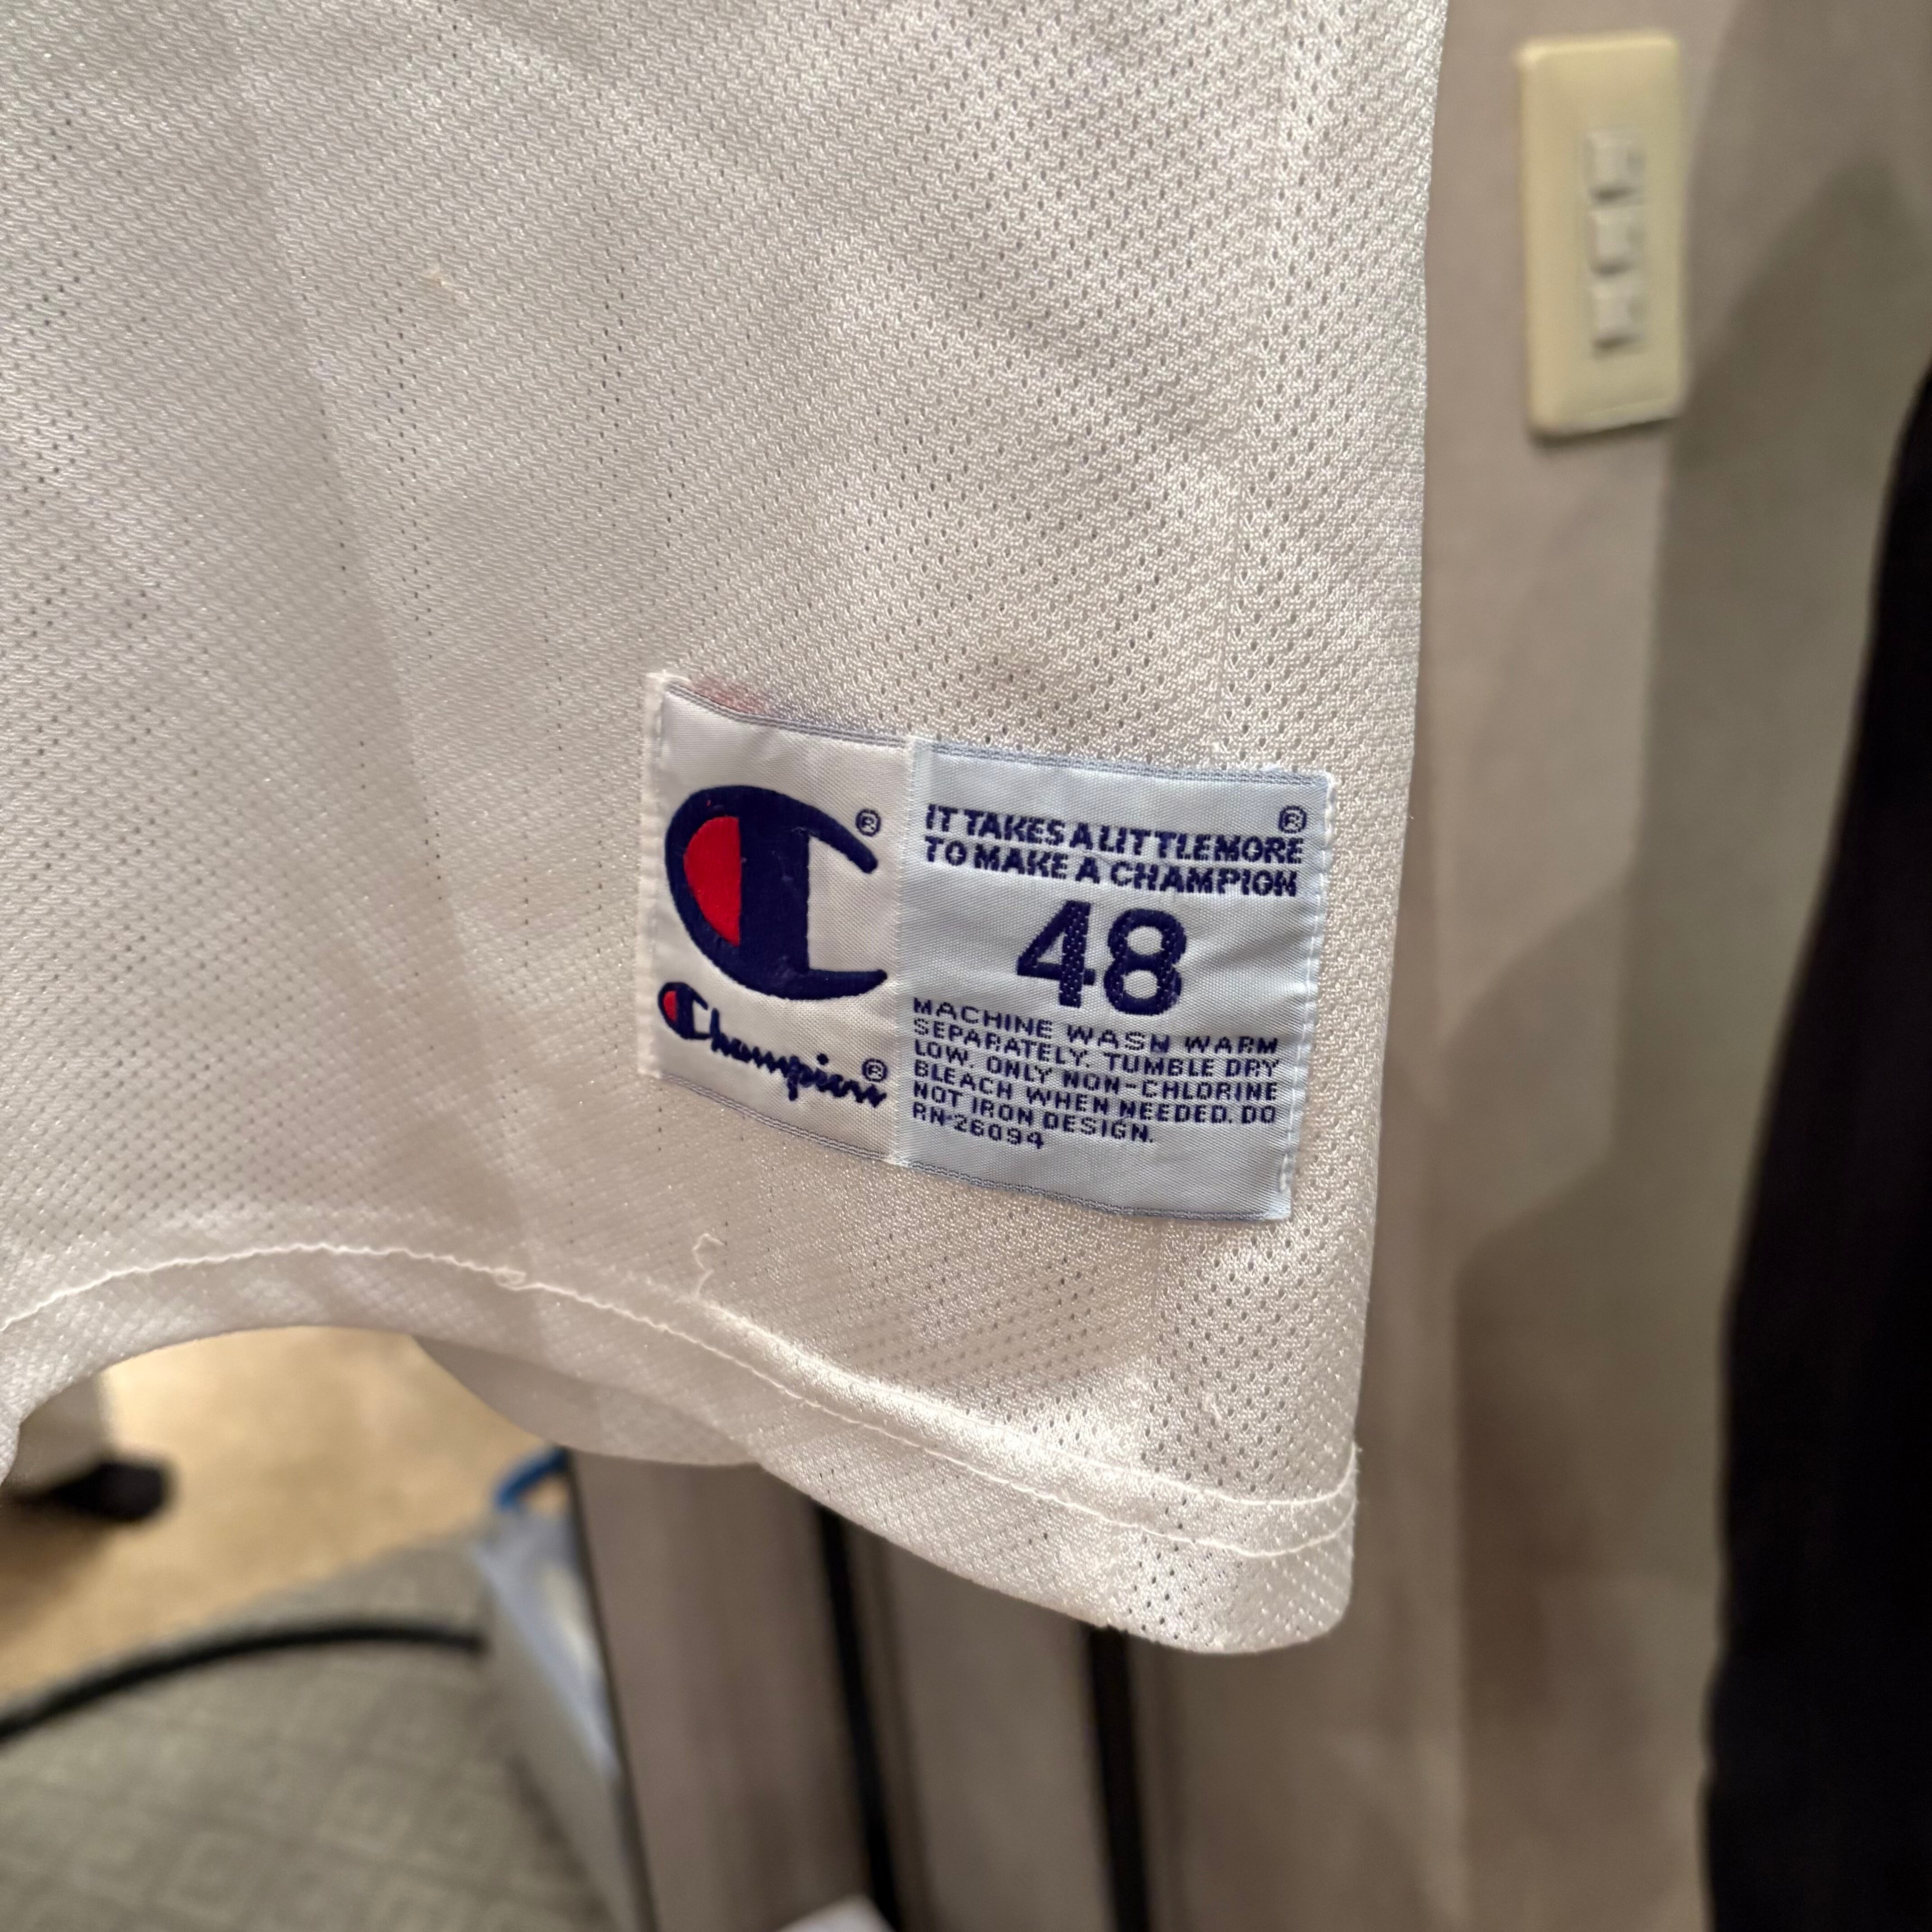 ®
Champion®
IT TAKES A LITTLE MORE®
TO MAKE A CHAMPION
48
MACHINE WASH WARM
SEPARATELY. TUMBLE DRY
LOW. ONLY NON-CHLORINE
BLEACH WHEN NEEDED. DO
NOT IRON DESIGN.
RN-26094